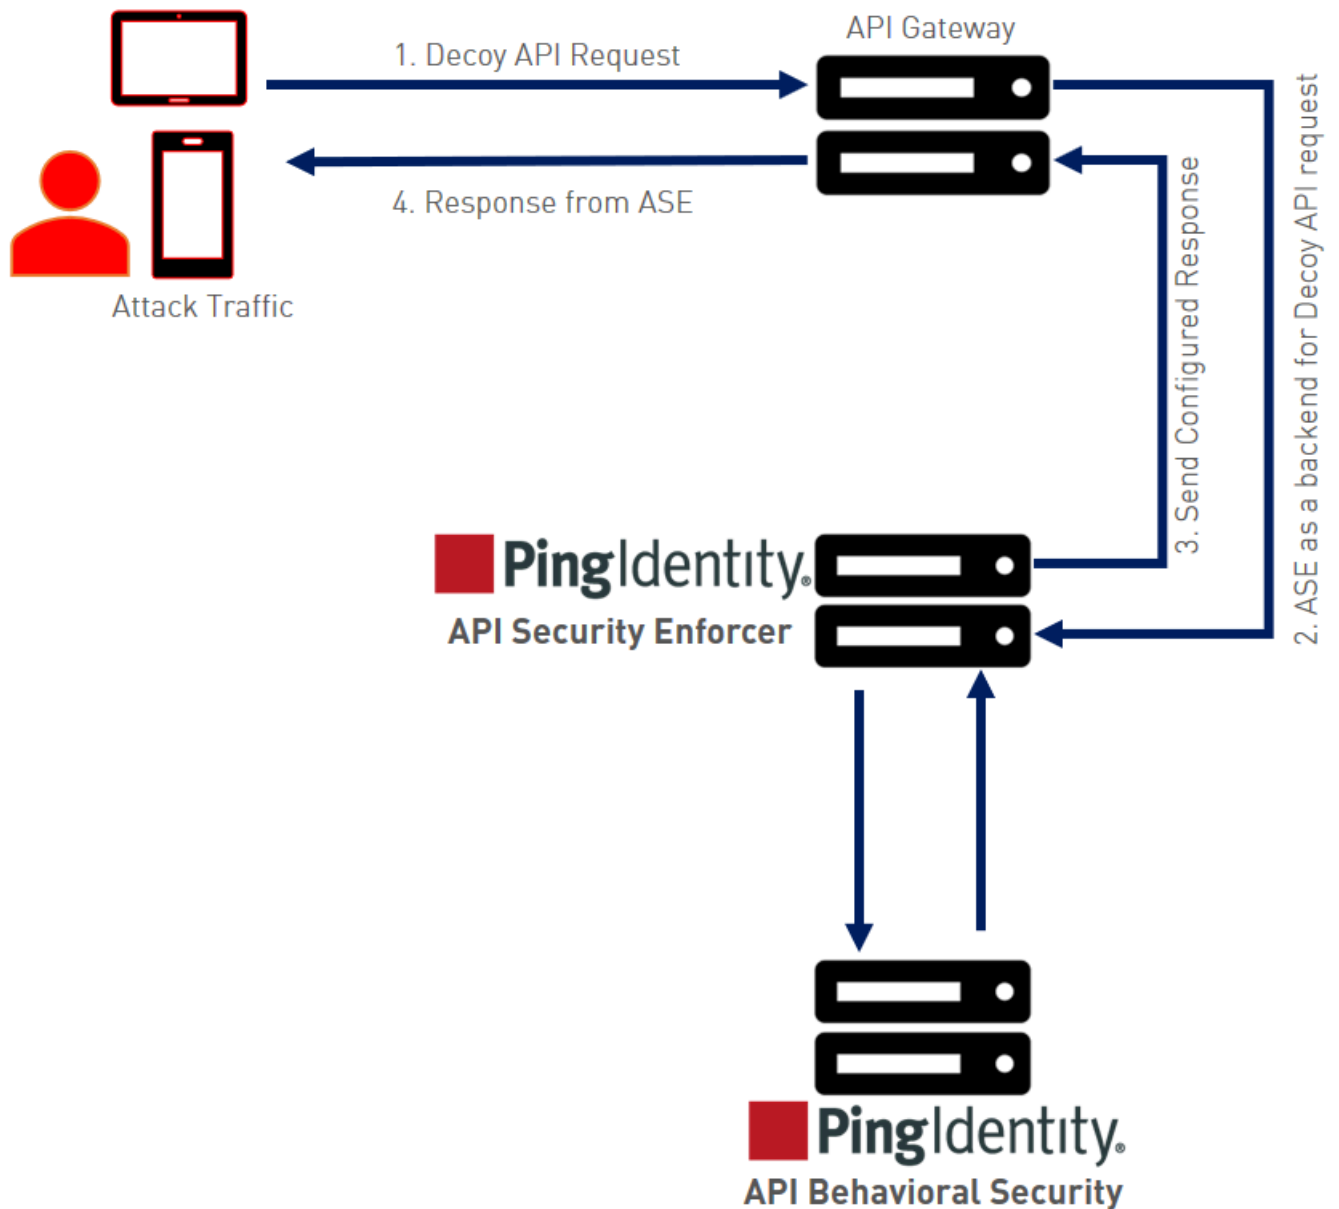 API Gateway
1. Decoy API Request
4. Response from ASE
Attack Traffic
2. ASE as a backend for Decoy API request
3. Send Configured Response
PingIdentity®
API Security Enforcer
PingIdentity®
API Behavioral Security